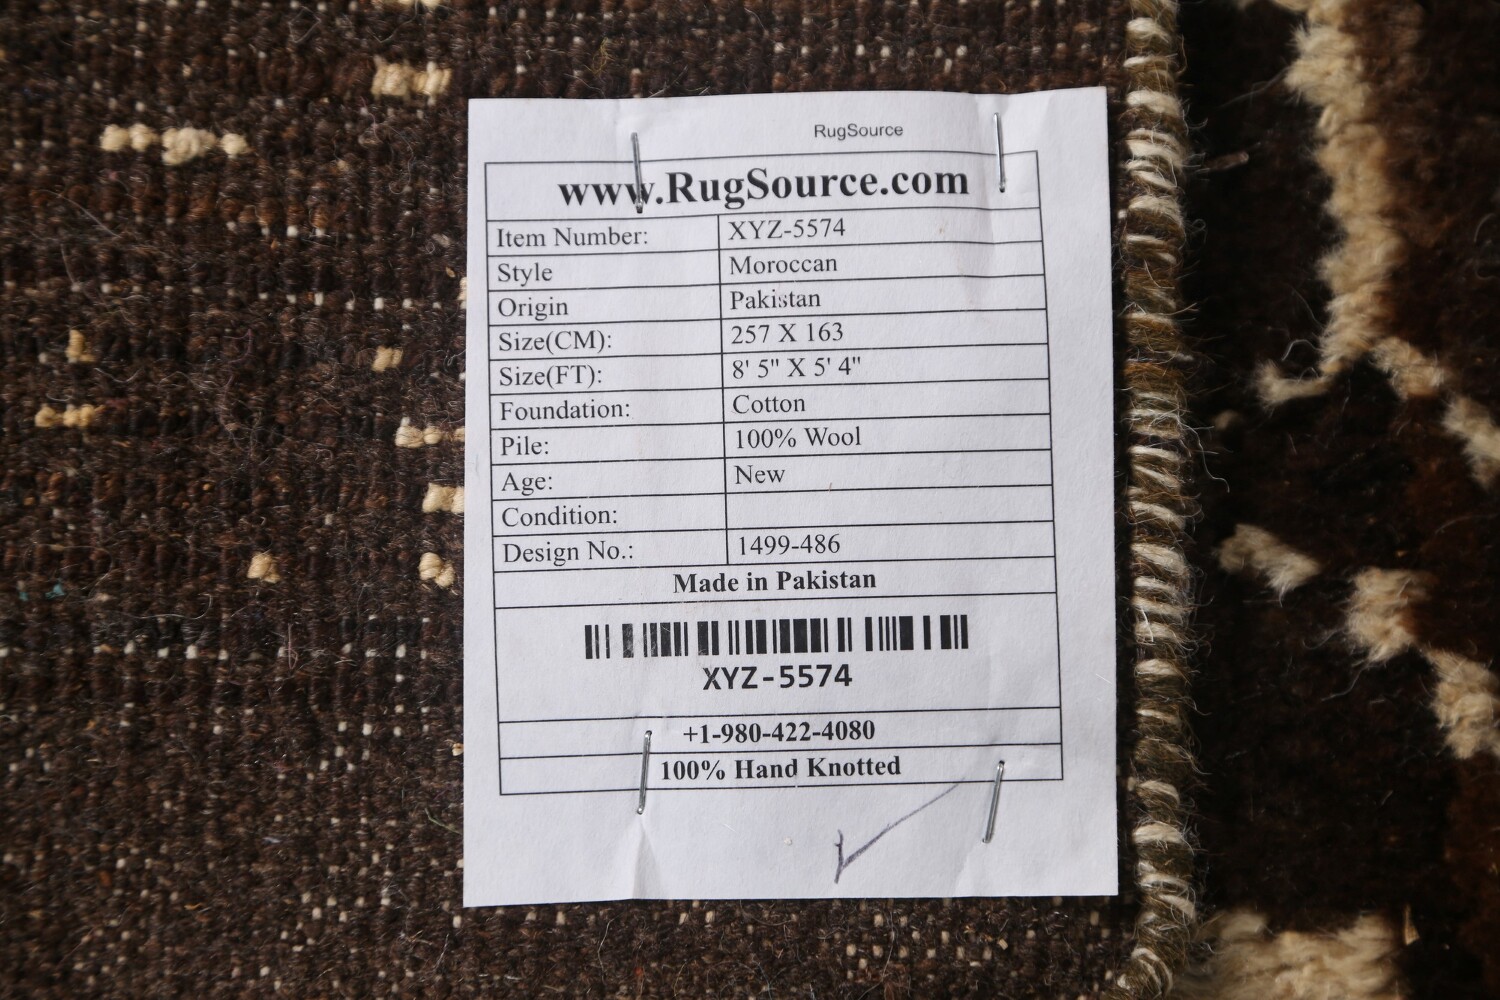 RugSource
www.RugSource.com
Item Number: XYZ-5574
Style Moroccan
Origin Pakistan
Size(CM): 257 X 163
Size(FT): 8' 5" X 5' 4"
Foundation: Cotton
Pile: 100% Wool
Age: New
Condition:
Design No.: 1499-486
Made in Pakistan
XYZ-5574
+1-980-422-4080
100% Hand Knotted